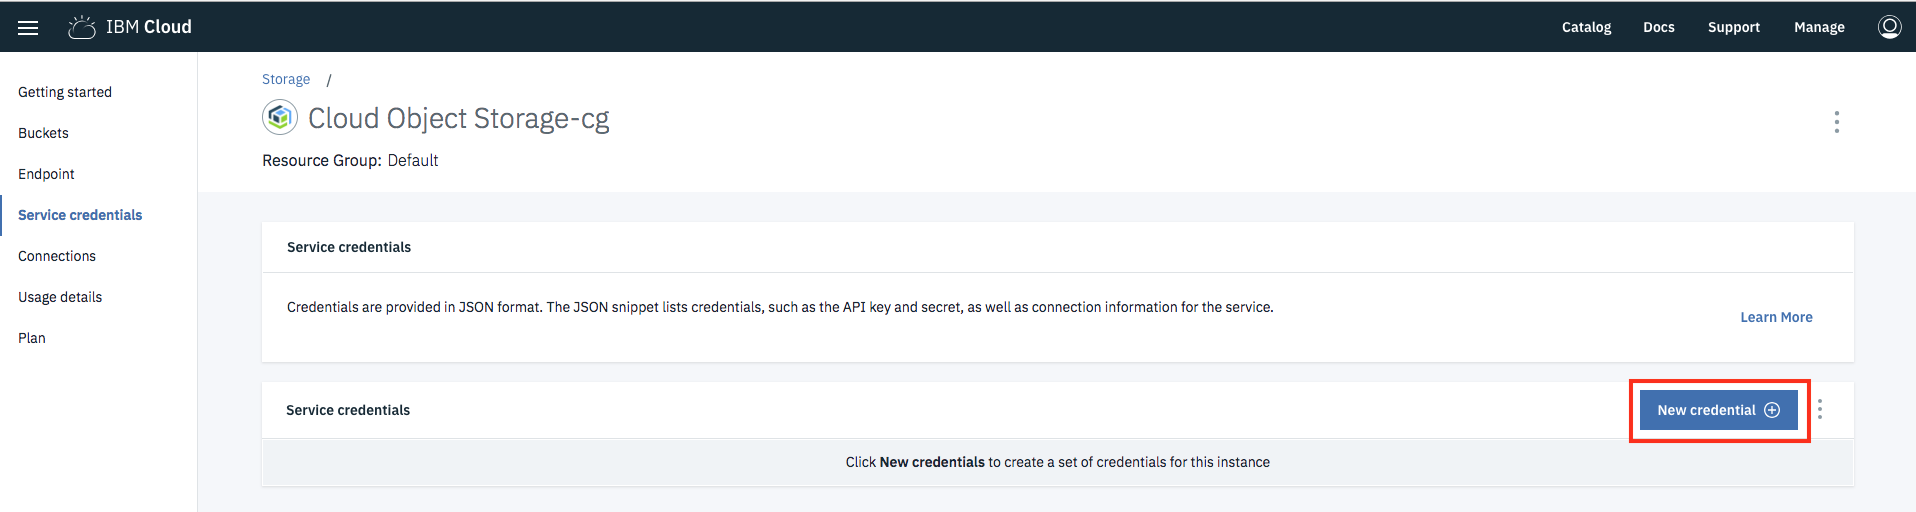 IBM Cloud
Catalog
Docs
Support
Manage
Getting started
Buckets
Endpoint
Service credentials
Connections
Usage details
Plan
Storage /
Cloud Object Storage-cg
Resource Group: Default
Service credentials
Credentials are provided in JSON format. The JSON snippet lists credentials, such as the API key and secret, as well as connection information for the service.
Learn More
Service credentials
New credential
Click New credentials to create a set of credentials for this instance